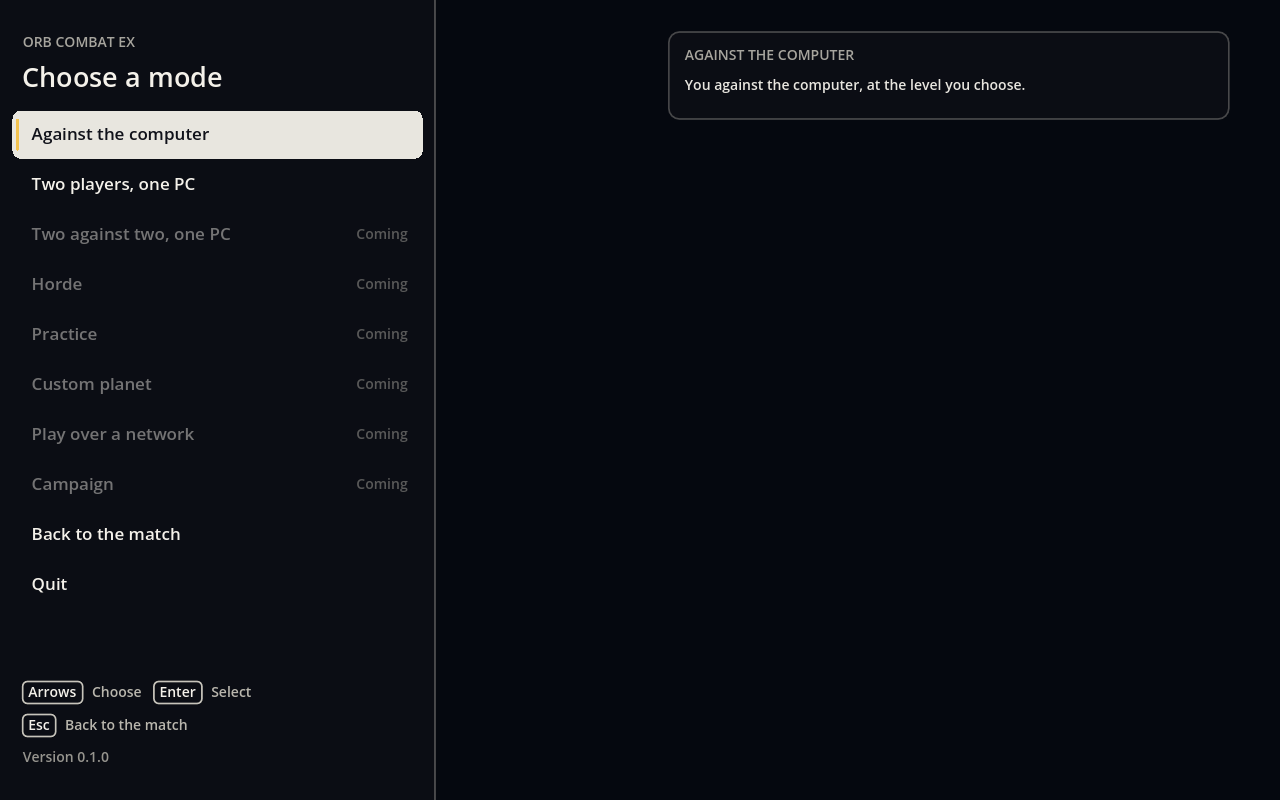 ORB COMBAT EX
Choose a mode
Against the computer
Two players, one PC
Two against two, one PC Coming
Horde Coming
Practice Coming
Custom planet Coming
Play over a network Coming
Campaign Coming
Back to the match
Quit
Arrows Choose Enter Select
Esc Back to the match
Version 0.1.0
AGAINST THE COMPUTER
You against the computer, at the level you choose.